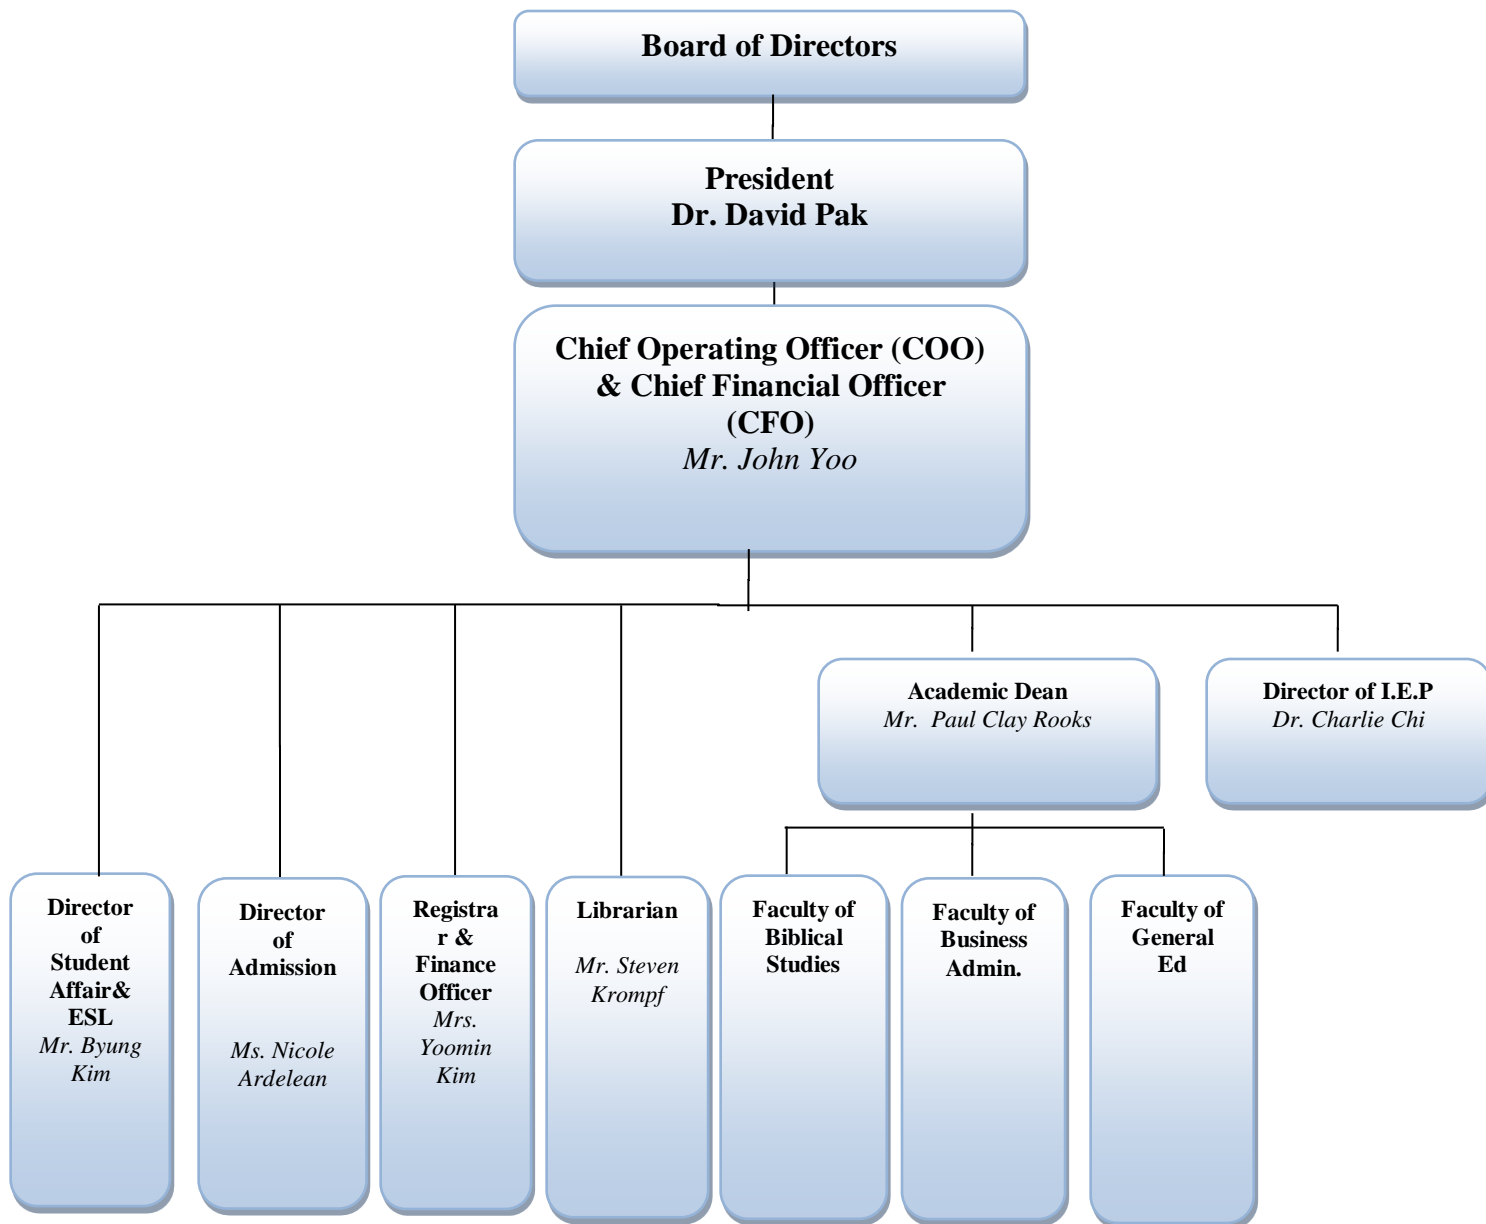 Board of Directors
President
Dr. David Pak
Chief Operating Officer (COO)
& Chief Financial Officer
(CFO)
Mr. John Yoo
Academic Dean
Mr.  Paul Clay Rooks
Director of I.E.P
Dr. Charlie Chi
Director
of
Student
Affair&
ESL
Mr. Byung
Kim
Director
of
Admission
Ms. Nicole
Ardelean
Registra
r &
Finance
Officer
Mrs.
Yoomin
Kim
Librarian
Mr. Steven
Krompf
Faculty of
Biblical
Studies
Faculty of
Business
Admin.
Faculty of
General
Ed